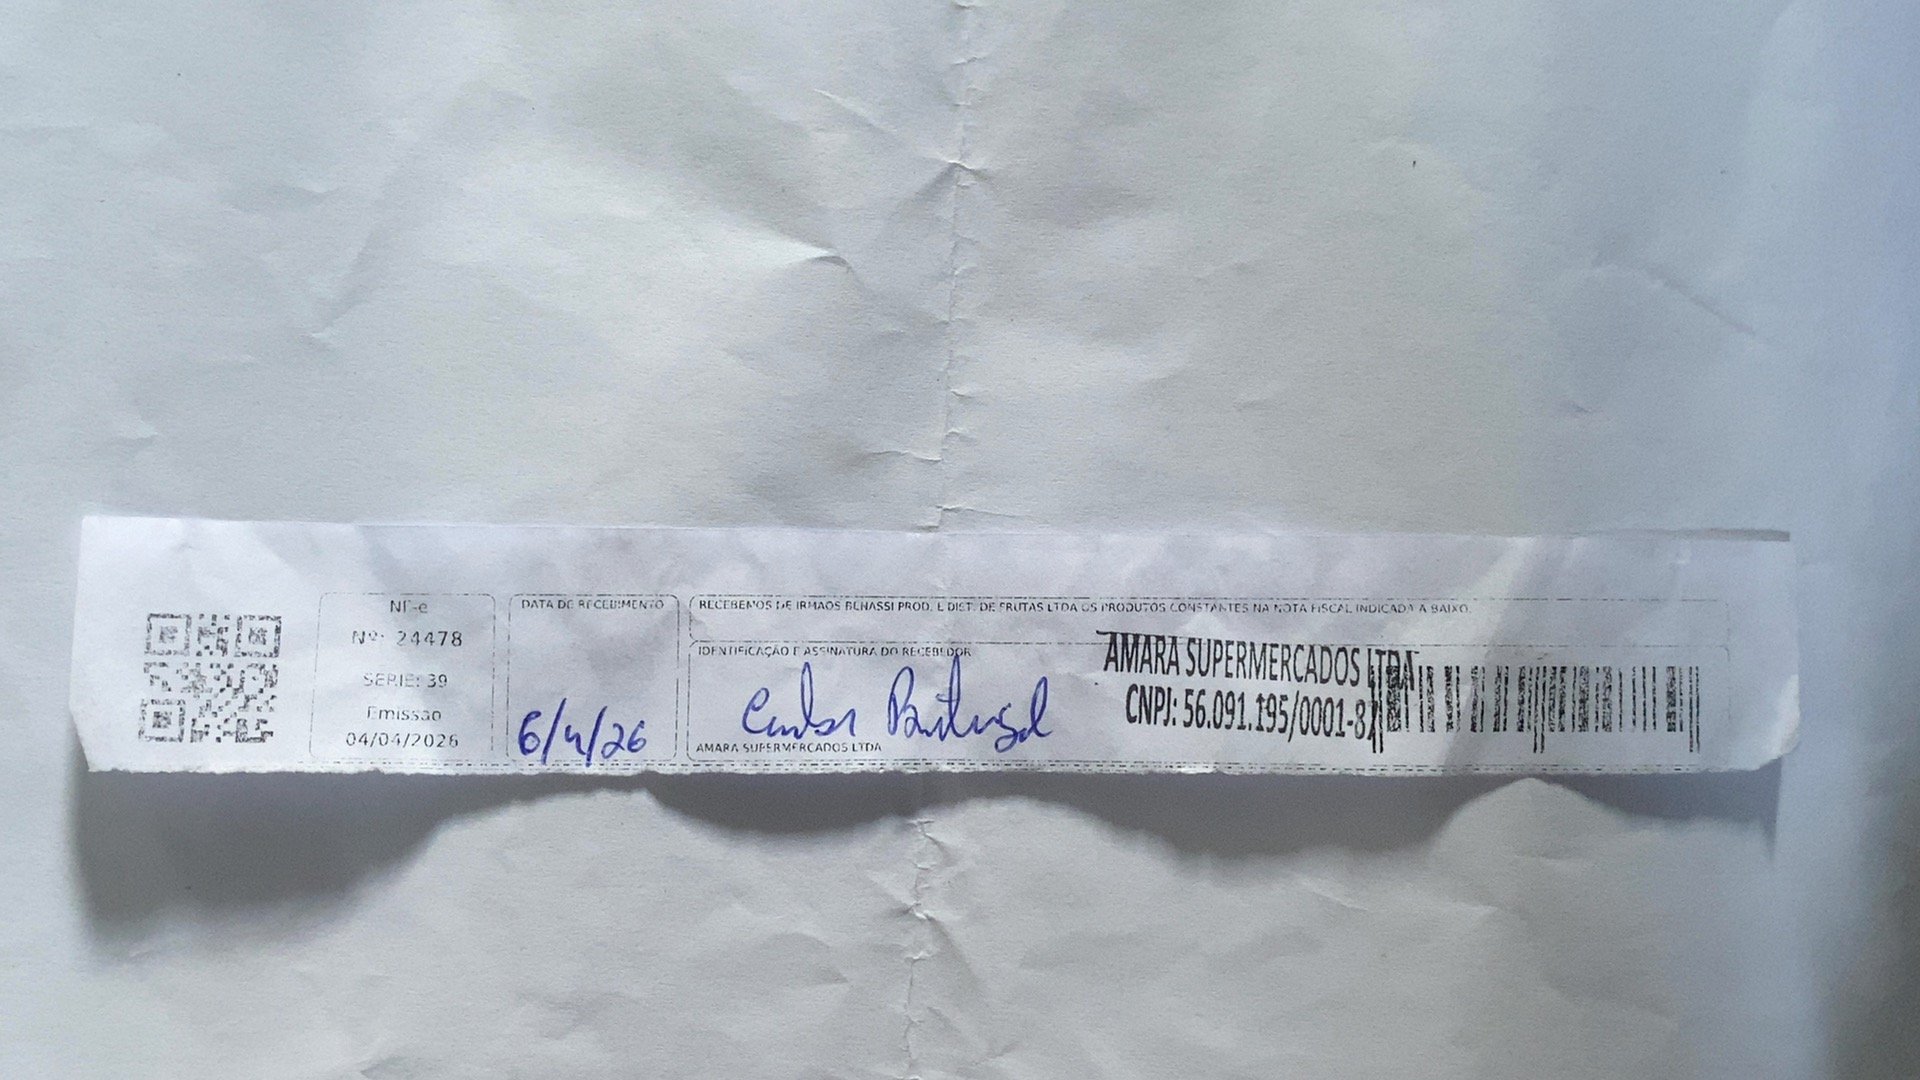 NF-e
Nº: 24478
SERIE: 39
Emissao
04/04/2026
DATA DE RECEBIMENTO
6/4/26
RECEBEMOS DE IRMAOS BENASSI PROD. E DIST. DE FRUTAS LTDA OS PRODUTOS CONSTANTES NA NOTA FISCAL INDICADA A BAIXO.
IDENTIFICAÇÃO E ASSINATURA DO RECEBEDOR
Portugal
AMARA SUPERMERCADOS LTDA
AMARA SUPERMERCADOS LTDA
CNPJ: 56.091.195/0001-87